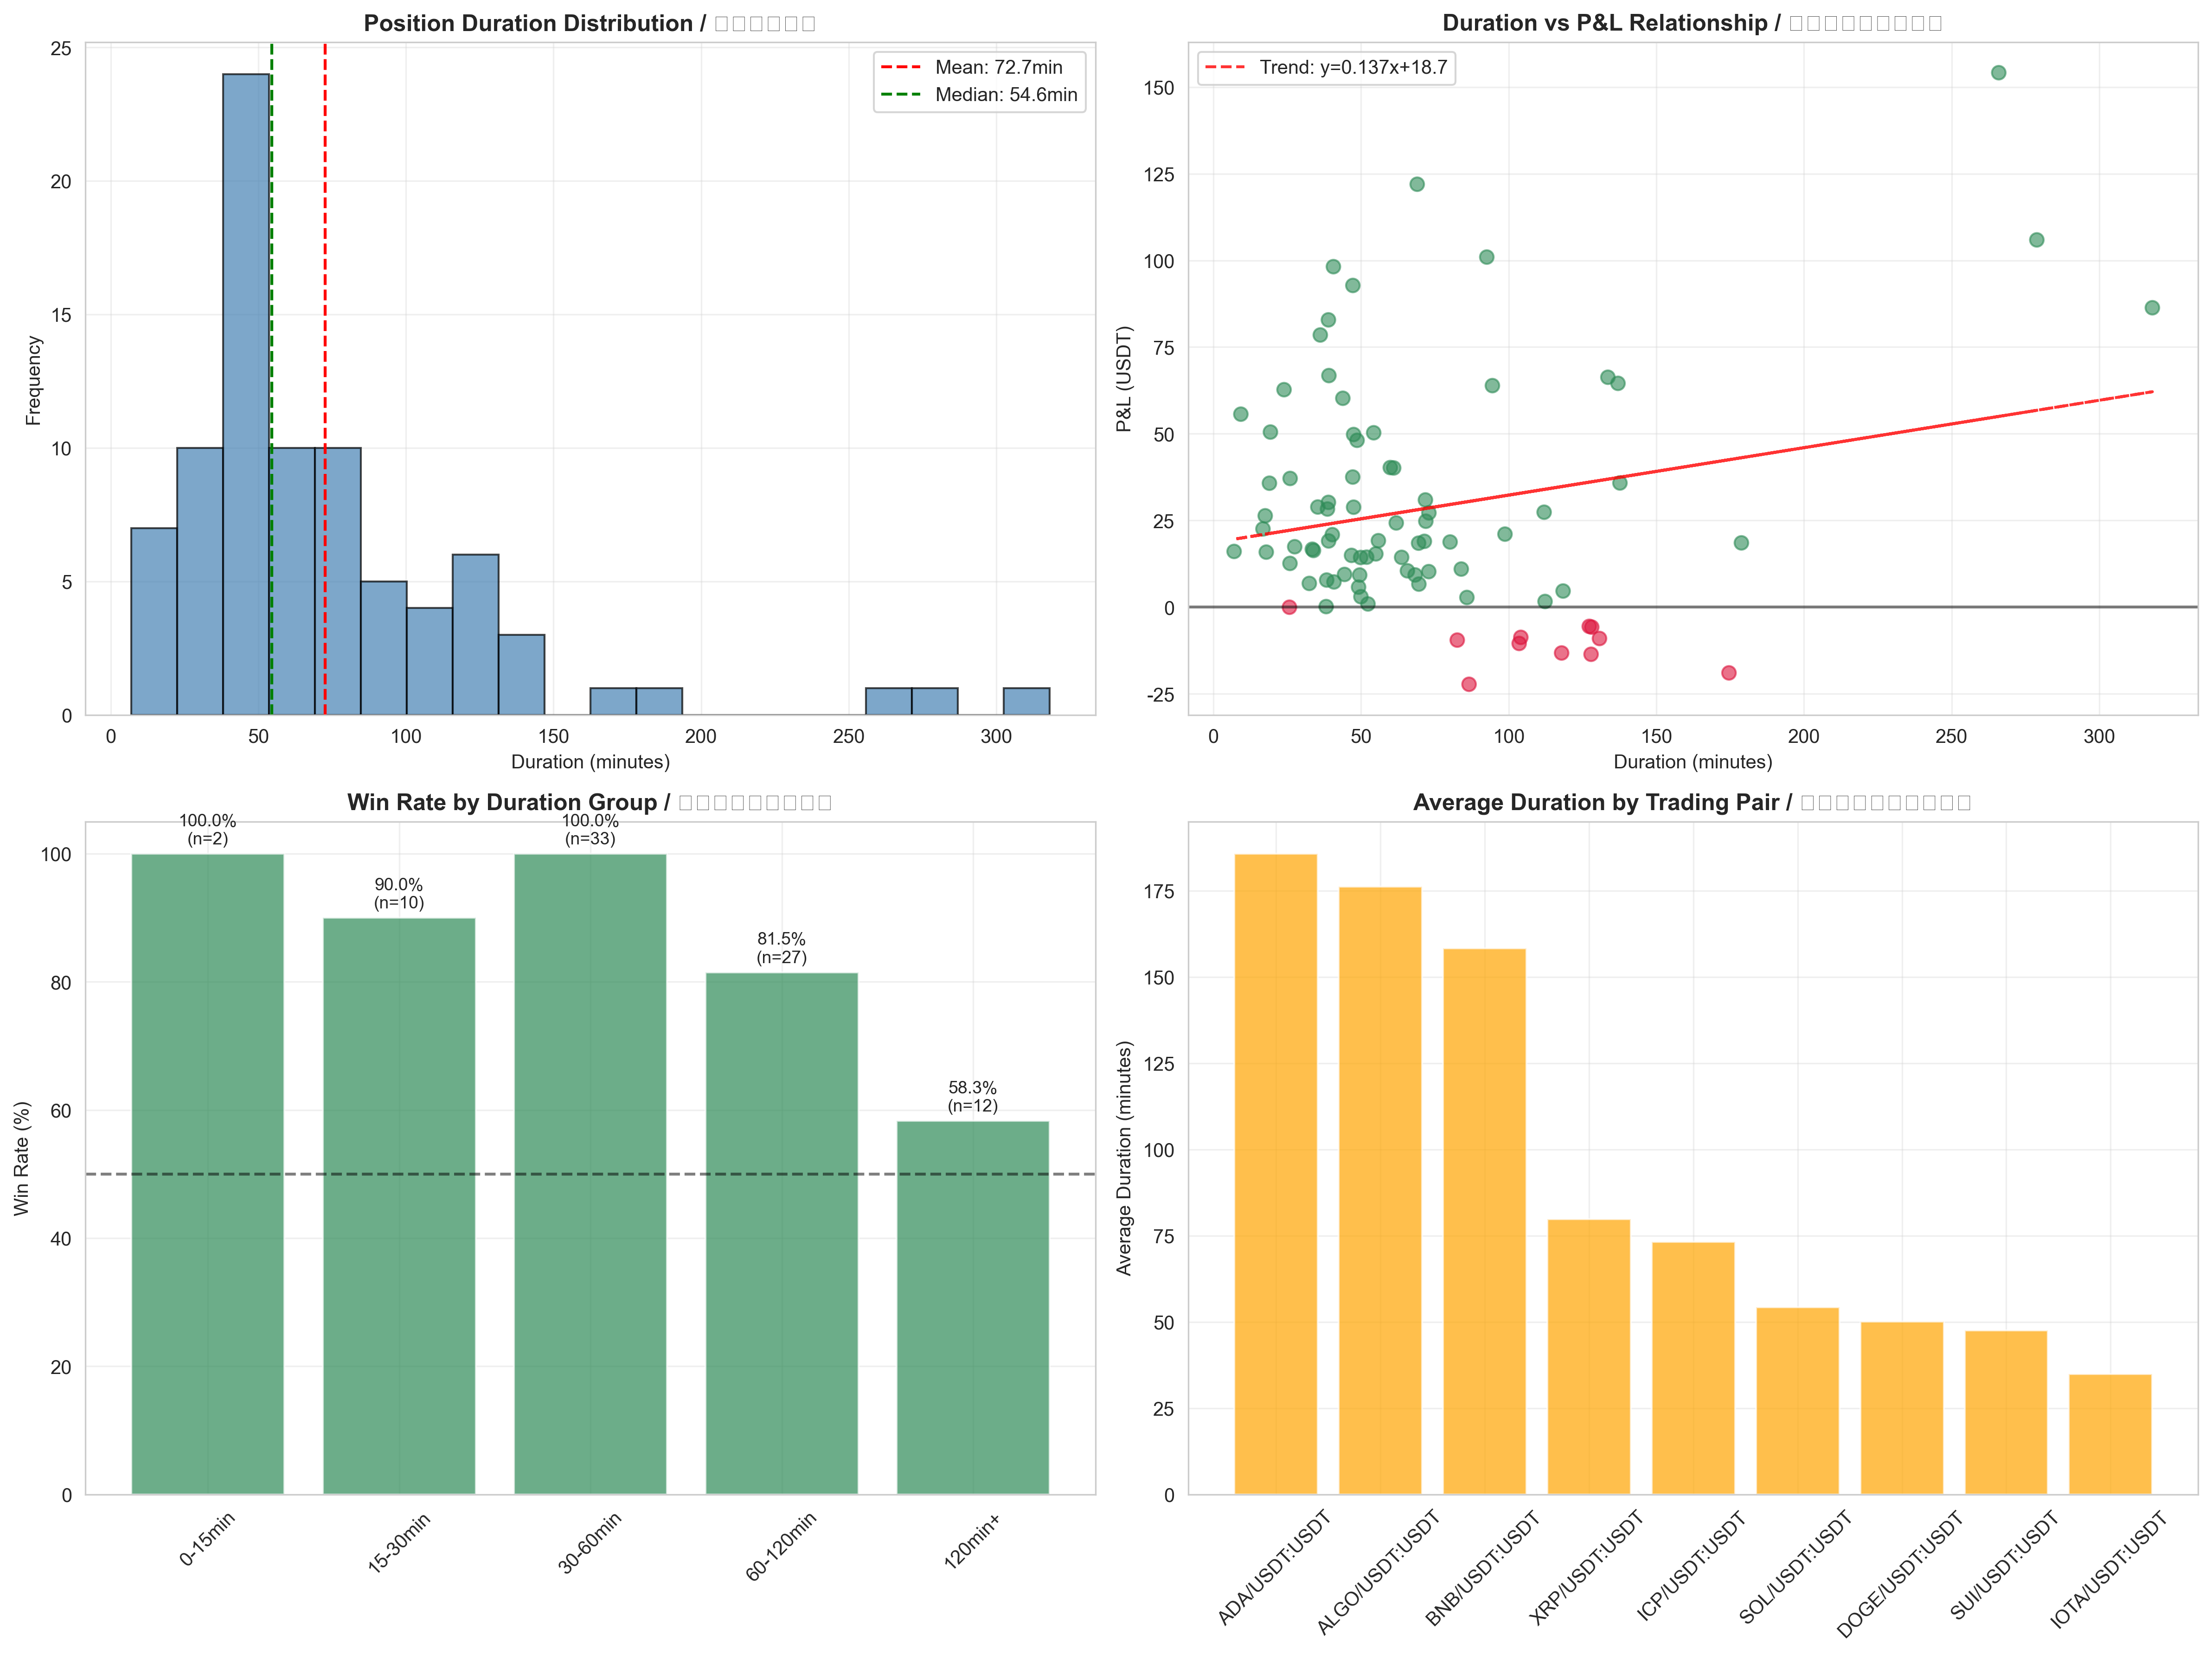 Position Duration Distribution / □□□□□□
25
20
15
10
5
0
Frequency
Mean: 72.7min
Median: 54.6min
0 50 100 150 200 250 300
Duration (minutes)
Duration vs P&L Relationship / □□□□□□□□□
Trend: y=0.137x+18.7
150
125
100
75
50
25
0
-25
P&L (USDT)
0 50 100 150 200 250 300
Duration (minutes)
Win Rate by Duration Group / □□□□□□□□□
100
80
60
40
20
0
Win Rate (%)
100.0%
(n=2)
90.0%
(n=10)
100.0%
(n=33)
81.5%
(n=27)
58.3%
(n=12)
0-15min
15-30min
30-60min
60-120min
120min+
Average Duration by Trading Pair / □□□□□□□□□□
175
150
125
100
75
50
25
0
Average Duration (minutes)
ADA/USDT:USDT
ALGO/USDT:USDT
BNB/USDT:USDT
XRP/USDT:USDT
ICP/USDT:USDT
SOL/USDT:USDT
DOGE/USDT:USDT
SUI/USDT:USDT
IOTA/USDT:USDT